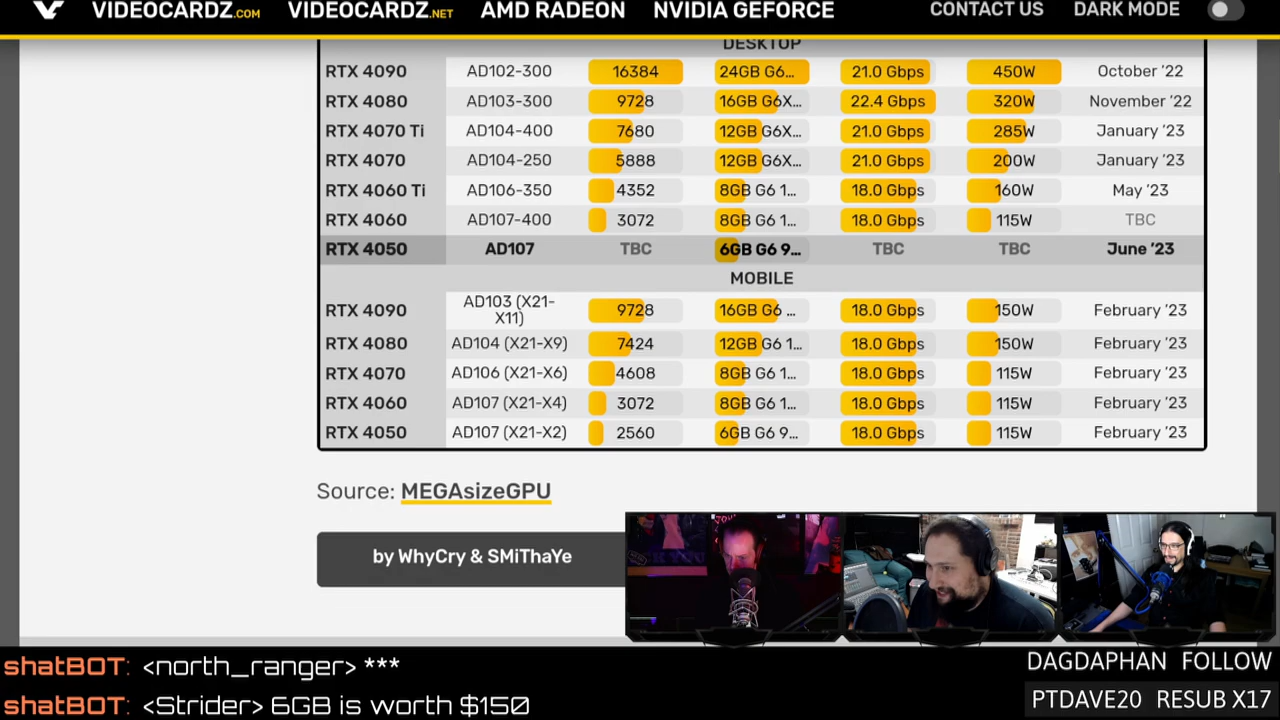 VIDEOCARDZ.COM VIDEOCARDZ.NET AMD RADEON NVIDIA GEFORCE CONTACT US DARK MODE
DESKTOP
RTX 4090 AD102-300 16384 24GB G6... 21.0 Gbps 450W October '22
RTX 4080 AD103-300 9728 16GB G6X... 22.4 Gbps 320W November '22
RTX 4070 Ti AD104-400 7680 12GB G6X... 21.0 Gbps 285W January '23
RTX 4070 AD104-250 5888 12GB G6X... 21.0 Gbps 200W January '23
RTX 4060 Ti AD106-350 4352 8GB G6 1... 18.0 Gbps 160W May '23
RTX 4060 AD107-400 3072 8GB G6 1... 18.0 Gbps 115W TBC
RTX 4050 AD107 TBC 6GB G6 9... TBC TBC June '23
MOBILE
RTX 4090 AD103 (X21-X11) 9728 16GB G6 ... 18.0 Gbps 150W February '23
RTX 4080 AD104 (X21-X9) 7424 12GB G6 1... 18.0 Gbps 150W February '23
RTX 4070 AD106 (X21-X6) 4608 8GB G6 1... 18.0 Gbps 115W February '23
RTX 4060 AD107 (X21-X4) 3072 8GB G6 1... 18.0 Gbps 115W February '23
RTX 4050 AD107 (X21-X2) 2560 6GB G6 9... 18.0 Gbps 115W February '23
Source: MEGAsizeGPU
by WhyCry & SMiThaYe
shatBOT: <north_ranger> ***
DAGDAPHAN FOLLOW
shatBOT: <Strider> 6GB is worth $150
PTDAVE20 RESUB X17